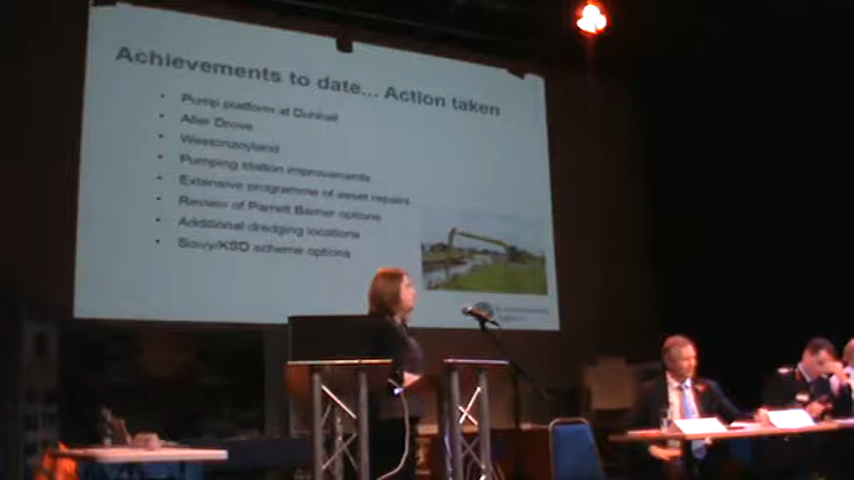 Achievements to date... Action taken
• Pump platform at Dunball
• Aller Drove
• Westonzoyland
• Pumping station improvements
• Extensive programme of asset repairs
• Review of Parrett Barrier options
• Additional dredging locations
• Sowy/KSD scheme options